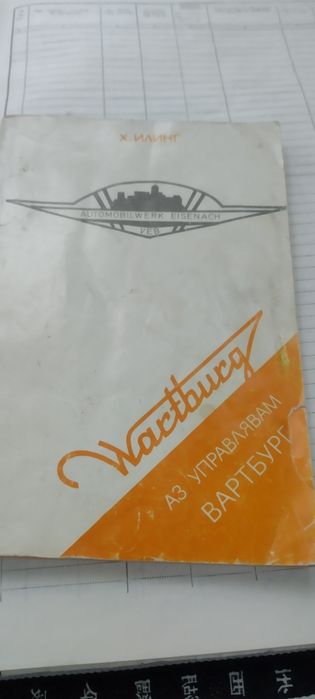 Х. ИЛИНГ
AUTOMOBILWERK EISENACH
VEB
Wartburg
АЗ УПРАВЛЯВАМ
ВАРТБУРГ